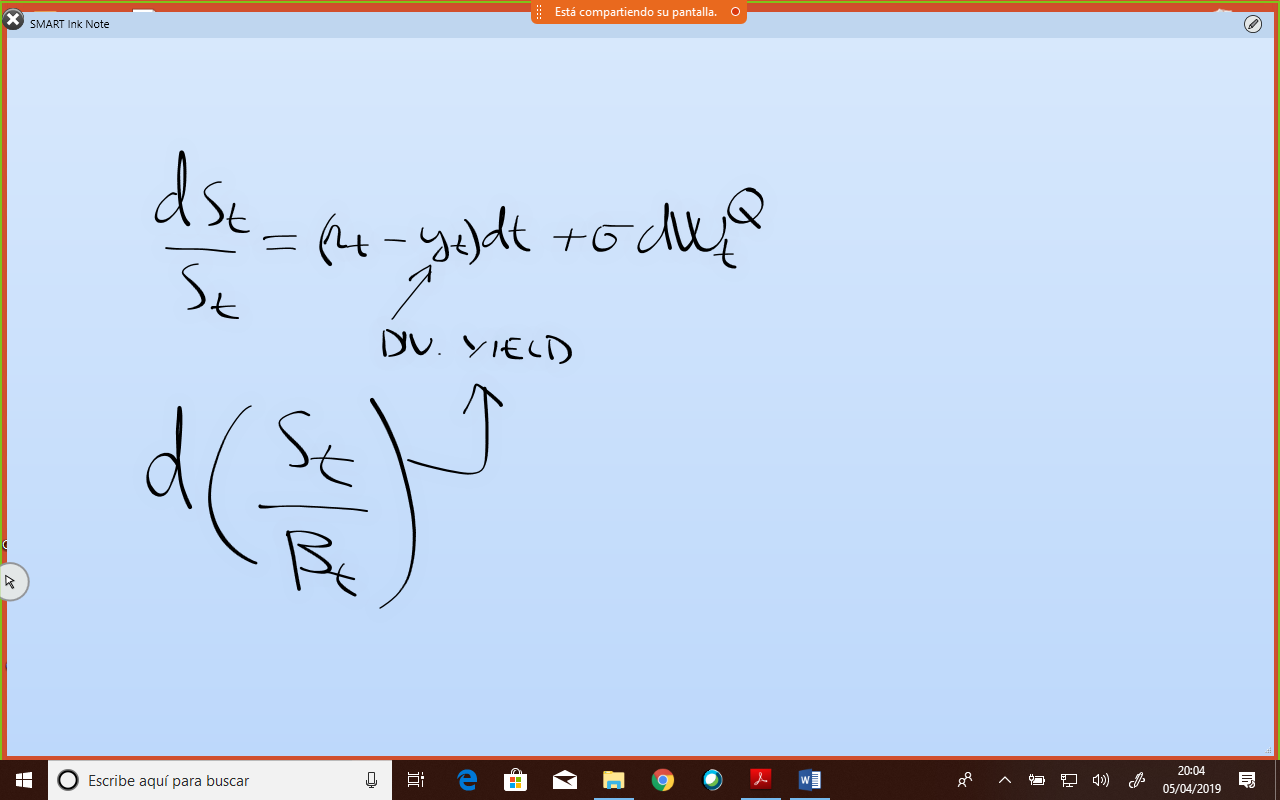 Está compartiendo su pantalla.
SMART Ink Note
dS_t / S_t = (r_t - y_t)dt + σ dW_t^Q
DIV. YIELD
d(S_t / B_t)
Escribe aquí para buscar
20:04
05/04/2019